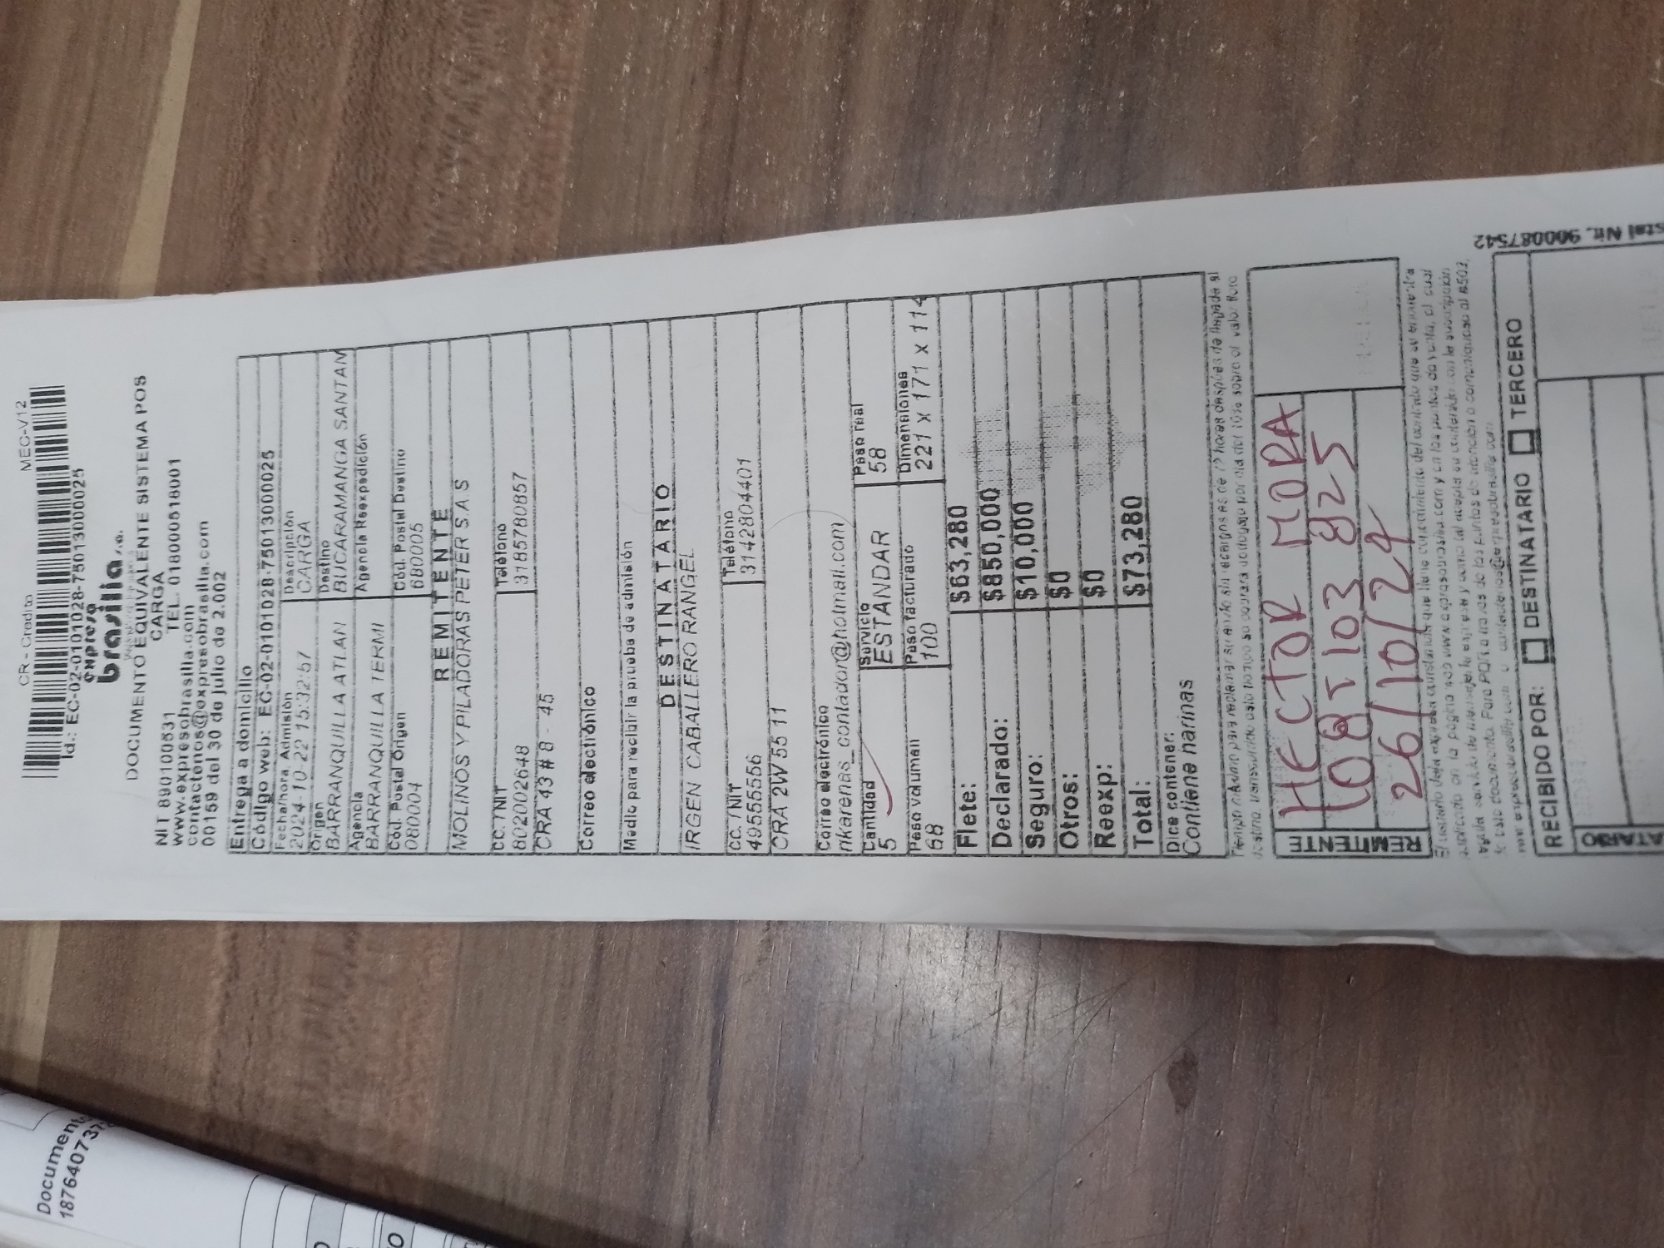 CR - Credito MEC-V12
Id.: EC-02-0101028-75013000025
expreso
brasilia s.a.
DOCUMENTO EQUIVALENTE SISTEMA POS
CARGA
NIT 890100531 TEL. 018000518001
www.expresobrasilia.com
contactenos@expresobrasilia.com
00159 del 30 de julio de 2.002
Entrega a domicilio
Código web: EC-02-0101028-75013000025
Fecha/hora Admisión Descripción
2024-10-22 15:32:57 CARGA
Origen Destino
BARRANQUILLA ATLAN BUCARAMANGA SANTAN
Agencia Agencia Reexpedición
BARRANQUILLA TERMI
Cód. Postal Origen Cód. Postal Destino
080004 680005
REMITENTE
MOLINOS Y PILADORAS PETER S.A.S
CC. / NIT Teléfono
802002648 3185780857
CRA 43 # 8 - 45
Correo electrónico
Medio para recibir la prueba de admisión
DESTINATARIO
IRGEN CABALLERO RANGEL
CC. / NIT Teléfono
49555556 3142804401
CRA 2W 55 11
Correo electrónico
nkarenas_contador@hotmail.com
Cantidad Servicio Peso real
5 ESTANDAR 58
Peso volumen Peso facturado Dimensiones
68 100 221 x 171 x 114
Flete: $63,280
Declarado: $850,000
Seguro: $10,000
Otros: $0
Reexp: $0
Total: $73,280
Dice contener:
Contiene harinas
REMITENTE
HECTOR MORA
26/10/24
RECIBIDO POR: DESTINATARIO TERCERO
stal Nit. 900087542
Document
18764073